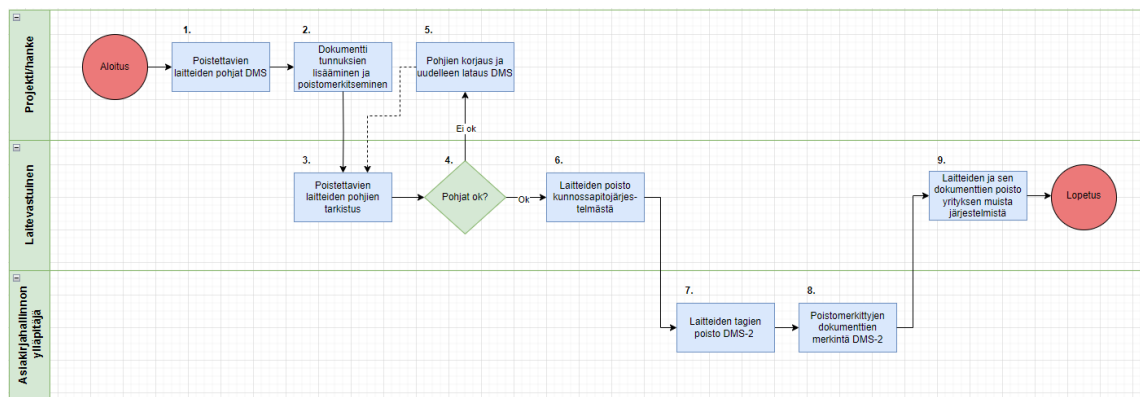 Projekti/hanke
Aloitus
1.
Poistettavien
laitteiden pohjat DMS
2.
Dokumentti
tunnuksien
lisääminen ja
poistomerkitseminen
5.
Pohjien korjaus ja
uudelleen lataus DMS
Ei ok
Laitevastuinen
3.
Poistettavien
laitteiden pohjien
tarkistus
4.
Pohjat ok?
Ok
6.
Laitteiden poisto
kunnossapitojärjes-
telmästä
9.
Laitteiden ja sen
dokumenttien poisto
yrityksen muista
järjestelmistä
Lopetus
Asiakirjahallinnon
ylläpitäjä
7.
Laitteiden tagien
poisto DMS-2
8.
Poistomerkittyjen
dokumenttien
merkintä DMS-2